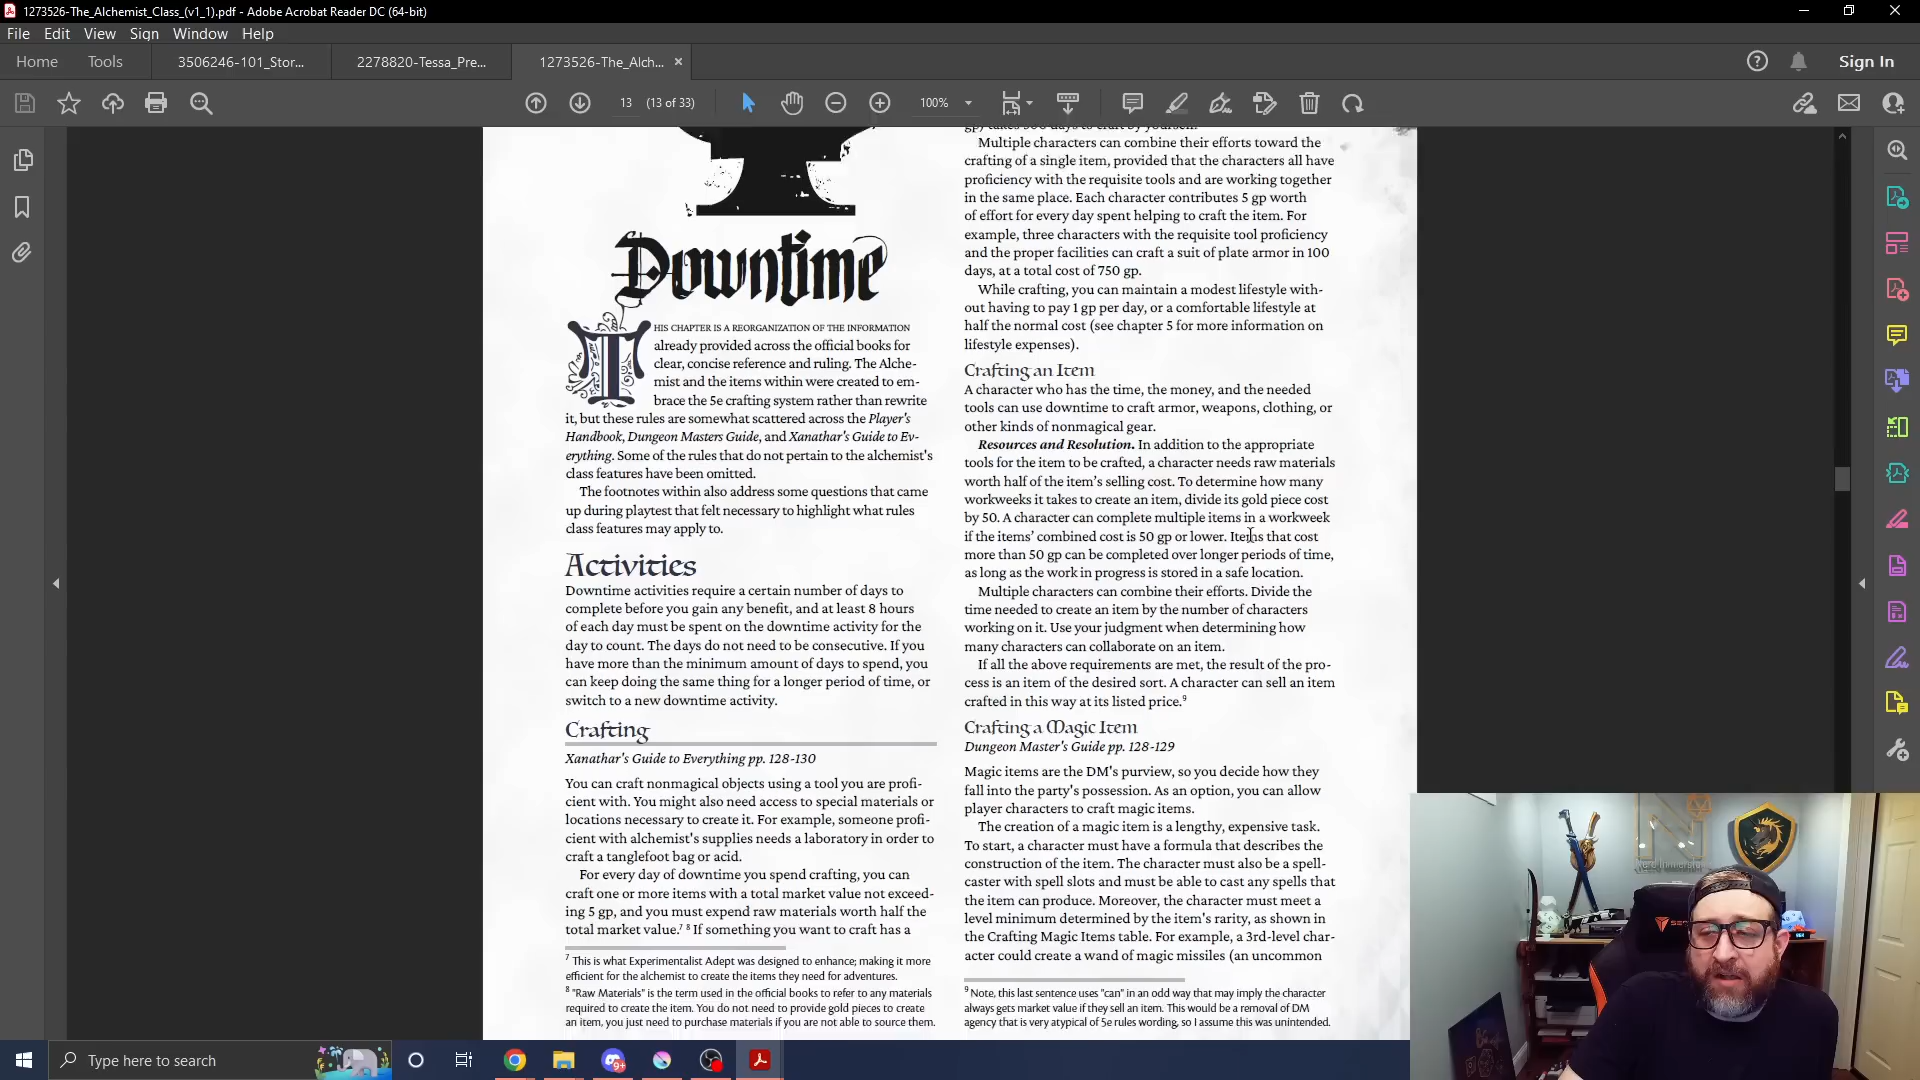 1273526-The_Alchemist_Class_(v1_1).pdf - Adobe Acrobat Reader DC (64-bit)
File Edit View Sign Window Help
Home Tools 3506246-101_Stor... 2278820-Tessa_Pre... 1273526-The_Alch... × Sign In
13 (13 of 33) 100%
Downtime
THIS CHAPTER IS A REORGANIZATION OF THE INFORMATION
already provided across the official books for
clear, concise reference and ruling. The Alche-
mist and the items within were created to em-
brace the 5e crafting system rather than rewrite
it, but these rules are somewhat scattered across the Player's
Handbook, Dungeon Masters Guide, and Xanathar's Guide to Ev-
erything. Some of the rules that do not pertain to the alchemist's
class features have been omitted.
The footnotes within also address some questions that came
up during playtest that felt necessary to highlight what rules
class features may apply to.
Activities
Downtime activities require a certain number of days to
complete before you gain any benefit, and at least 8 hours
of each day must be spent on the downtime activity for the
day to count. The days do not need to be consecutive. If you
have more than the minimum amount of days to spend, you
can keep doing the same thing for a longer period of time, or
switch to a new downtime activity.
Crafting
Xanathar's Guide to Everything pp. 128-130
You can craft nonmagical objects using a tool you are profi-
cient with. You might also need access to special materials or
locations necessary to create it. For example, someone profi-
cient with alchemist's supplies needs a laboratory in order to
craft a tanglefoot bag or acid.
For every day of downtime you spend crafting, you can
craft one or more items with a total market value not exceed-
ing 5 gp, and you must expend raw materials worth half the
total market value.7 8 If something you want to craft has a
7 This is what Experimentalist Adept was designed to enhance; making it more
efficient for the alchemist to create the items they need for adventures.
8 "Raw Materials" is the term used in the official books to refer to any materials
required to create the item. You do not need to provide gold pieces to create
an item, you just need to purchase materials if you are not able to source them.
gp) takes 300 days to craft by yourself.
Multiple characters can combine their efforts toward the
crafting of a single item, provided that the characters all have
proficiency with the requisite tools and are working together
in the same place. Each character contributes 5 gp worth
of effort for every day spent helping to craft the item. For
example, three characters with the requisite tool proficiency
and the proper facilities can craft a suit of plate armor in 100
days, at a total cost of 750 gp.
While crafting, you can maintain a modest lifestyle with-
out having to pay 1 gp per day, or a comfortable lifestyle at
half the normal cost (see chapter 5 for more information on
lifestyle expenses).
Crafting an Item
A character who has the time, the money, and the needed
tools can use downtime to craft armor, weapons, clothing, or
other kinds of nonmagical gear.
Resources and Resolution. In addition to the appropriate
tools for the item to be crafted, a character needs raw materials
worth half of the item's selling cost. To determine how many
workweeks it takes to create an item, divide its gold piece cost
by 50. A character can complete multiple items in a workweek
if the items' combined cost is 50 gp or lower. Items that cost
more than 50 gp can be completed over longer periods of time,
as long as the work in progress is stored in a safe location.
Multiple characters can combine their efforts. Divide the
time needed to create an item by the number of characters
working on it. Use your judgment when determining how
many characters can collaborate on an item.
If all the above requirements are met, the result of the pro-
cess is an item of the desired sort. A character can sell an item
crafted in this way at its listed price.9
Crafting a Magic Item
Dungeon Master's Guide pp. 128-129
Magic items are the DM's purview, so you decide how they
fall into the party's possession. As an option, you can allow
player characters to craft magic items.
The creation of a magic item is a lengthy, expensive task.
To start, a character must have a formula that describes the
construction of the item. The character must also be a spell-
caster with spell slots and must be able to cast any spells that
the item can produce. Moreover, the character must meet a
level minimum determined by the item's rarity, as shown in
the Crafting Magic Items table. For example, a 3rd-level char-
acter could create a wand of magic missiles (an uncommon
9 Note, this last sentence uses "can" in an odd way that may imply the character
always gets market value if they sell an item. This would be a removal of DM
agency that is very atypical of 5e rules wording, so I assume this was unintended.
Type here to search
9+